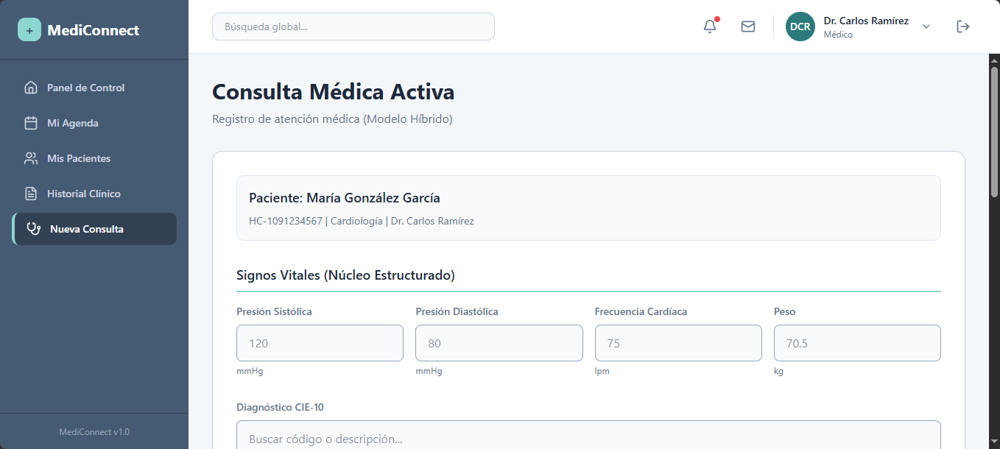 + MediConnect
Búsqueda global...
DCR
Dr. Carlos Ramírez
Médico
Panel de Control
Mi Agenda
Mis Pacientes
Historial Clínico
Nueva Consulta
MediConnect v1.0
Consulta Médica Activa
Registro de atención médica (Modelo Híbrido)
Paciente: María González García
HC-1091234567 | Cardiología | Dr. Carlos Ramírez
Signos Vitales (Núcleo Estructurado)
Presión Sistólica
120
mmHg
Presión Diastólica
80
mmHg
Frecuencia Cardíaca
75
lpm
Peso
70.5
kg
Diagnóstico CIE-10
Buscar código o descripción...